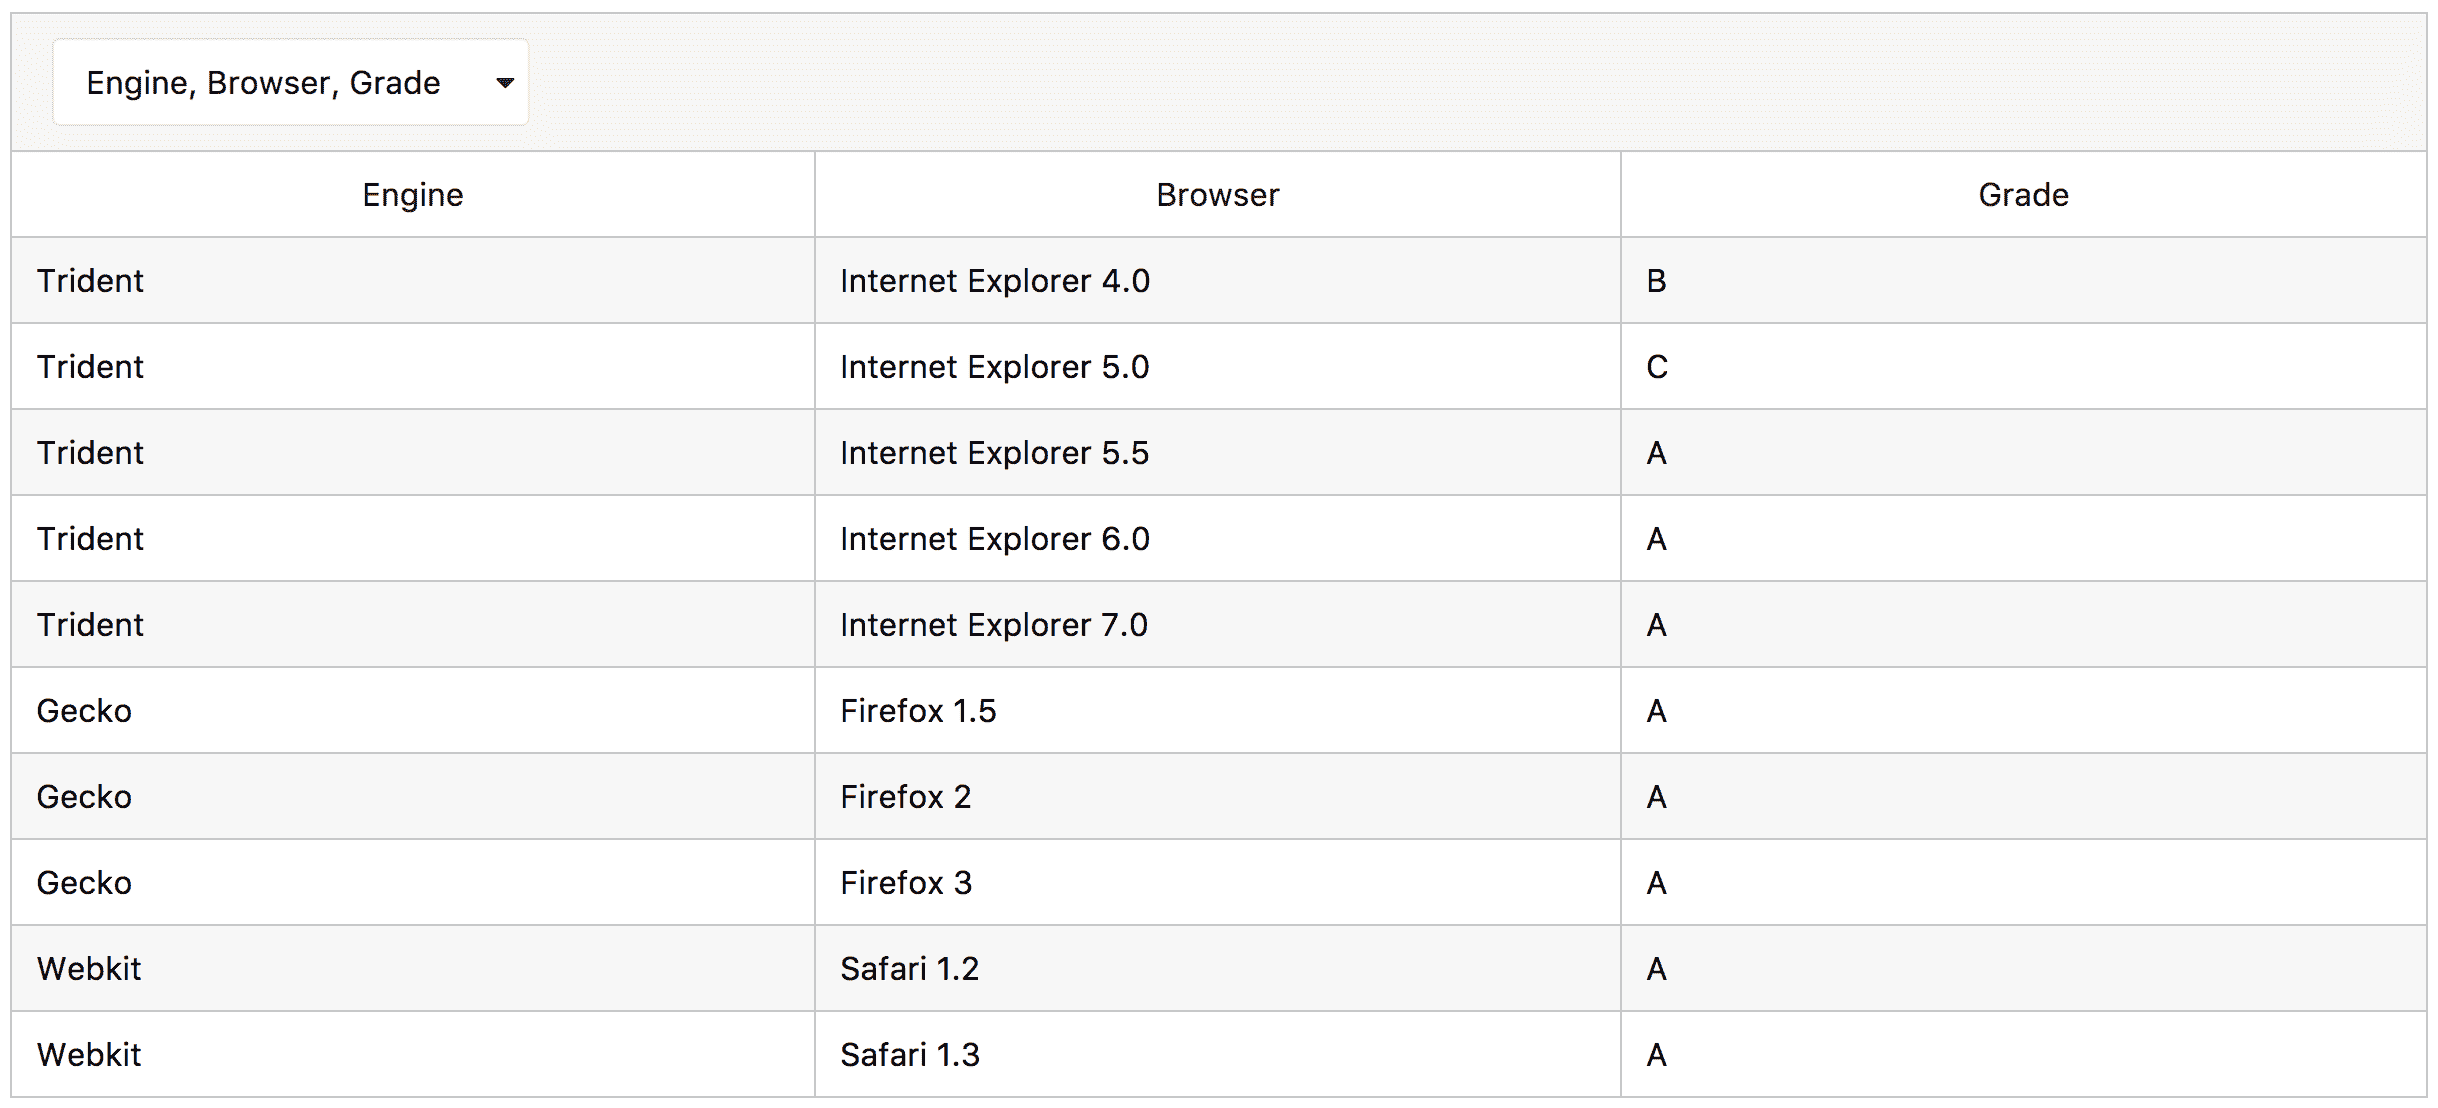 Engine, Browser, Grade
Engine Browser Grade
Trident Internet Explorer 4.0 B
Trident Internet Explorer 5.0 C
Trident Internet Explorer 5.5 A
Trident Internet Explorer 6.0 A
Trident Internet Explorer 7.0 A
Gecko Firefox 1.5 A
Gecko Firefox 2 A
Gecko Firefox 3 A
Webkit Safari 1.2 A
Webkit Safari 1.3 A